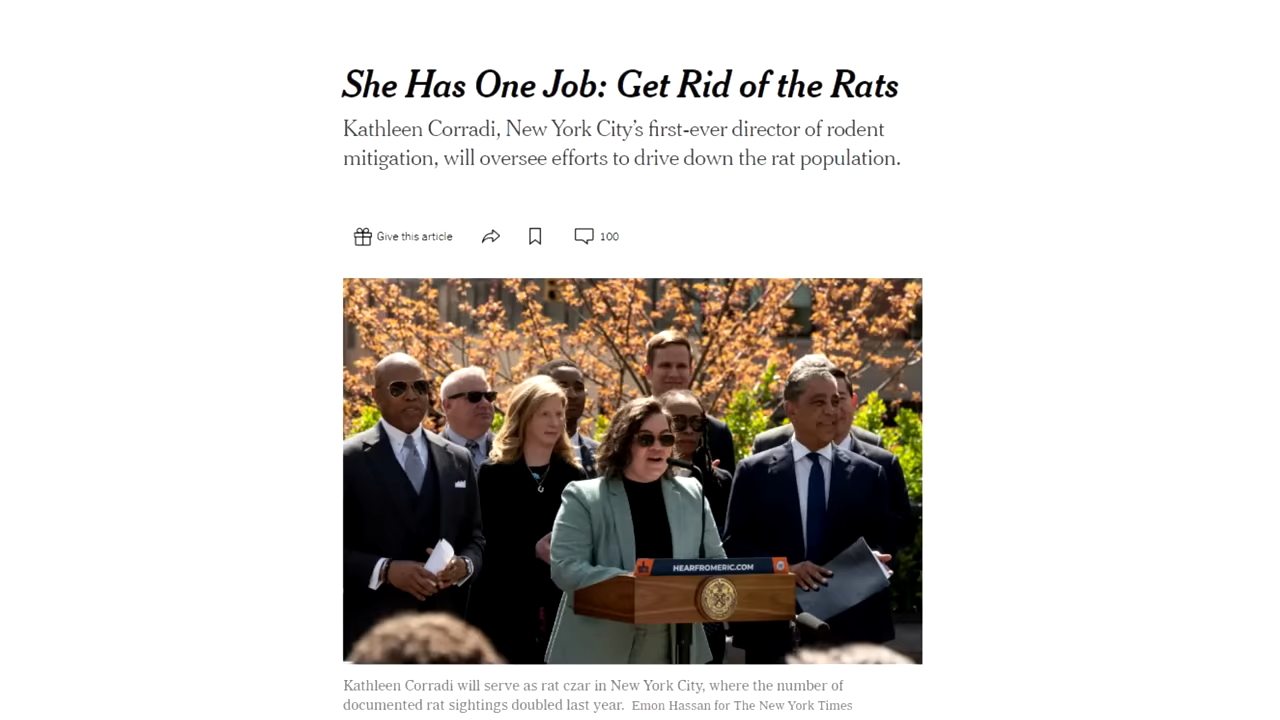 She Has One Job: Get Rid of the Rats
Kathleen Corradi, New York City’s first-ever director of rodent
mitigation, will oversee efforts to drive down the rat population.
Give this article
100
HEARFROMERIC.COM
Kathleen Corradi will serve as rat czar in New York City, where the number of
documented rat sightings doubled last year. Emon Hassan for The New York Times